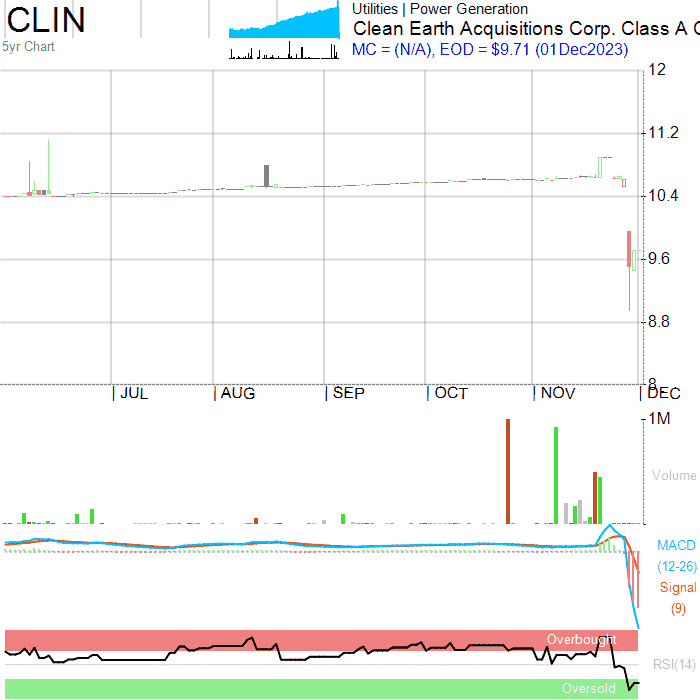 CLIN
5yr Chart
Utilities | Power Generation
Clean Earth Acquisitions Corp. Class A C
MC = (N/A), EOD = $9.71 (01Dec2023)
12
11.2
10.4
9.6
8.8
8
JUL
AUG
SEP
OCT
NOV
DEC
1M
Volume
MACD
(12-26)
Signal
(9)
Overbought
RSI(14)
Oversold